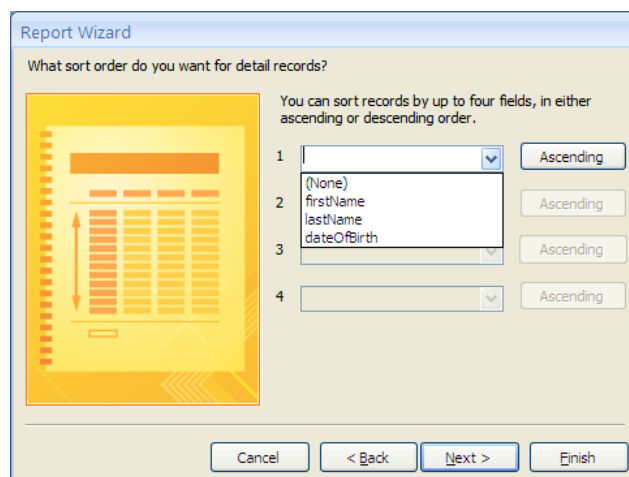 Report Wizard
What sort order do you want for detail records?
You can sort records by up to four fields, in either
ascending or descending order.
1 Ascending
(None)
firstName
lastName
dateOfBirth
2 Ascending
3 Ascending
4 Ascending
Cancel < Back Next > Finish